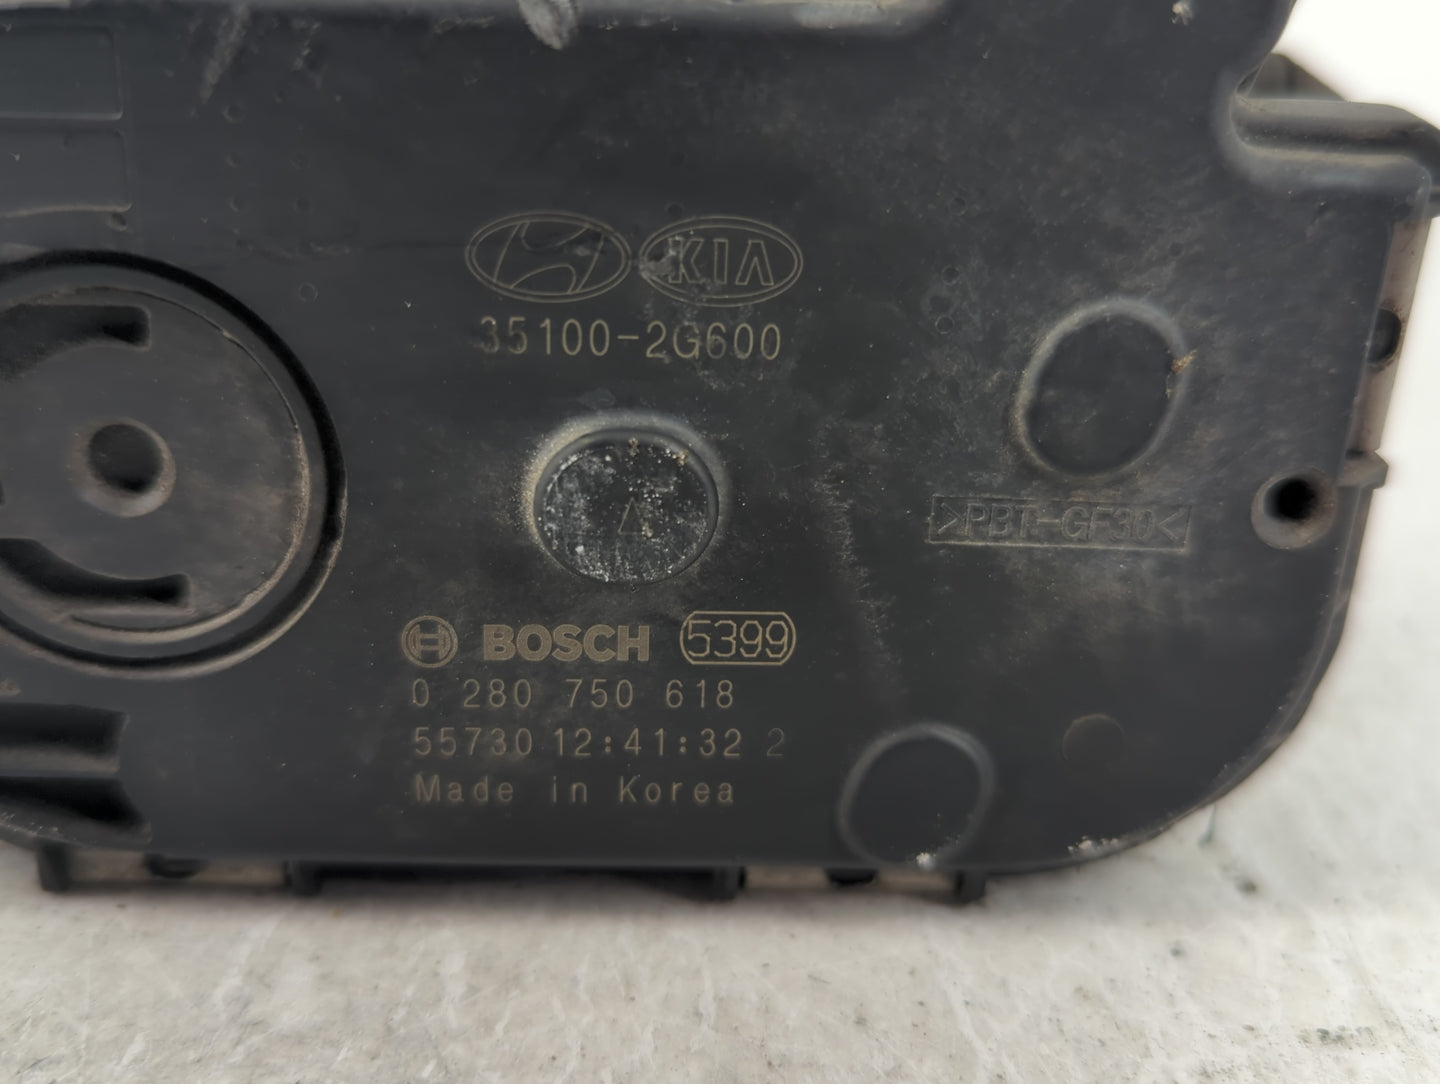 KIA
35100-2G600
>PBT-GF30<
BOSCH 5399
0 280 750 618
55730 12:41:32 2
Made in Korea